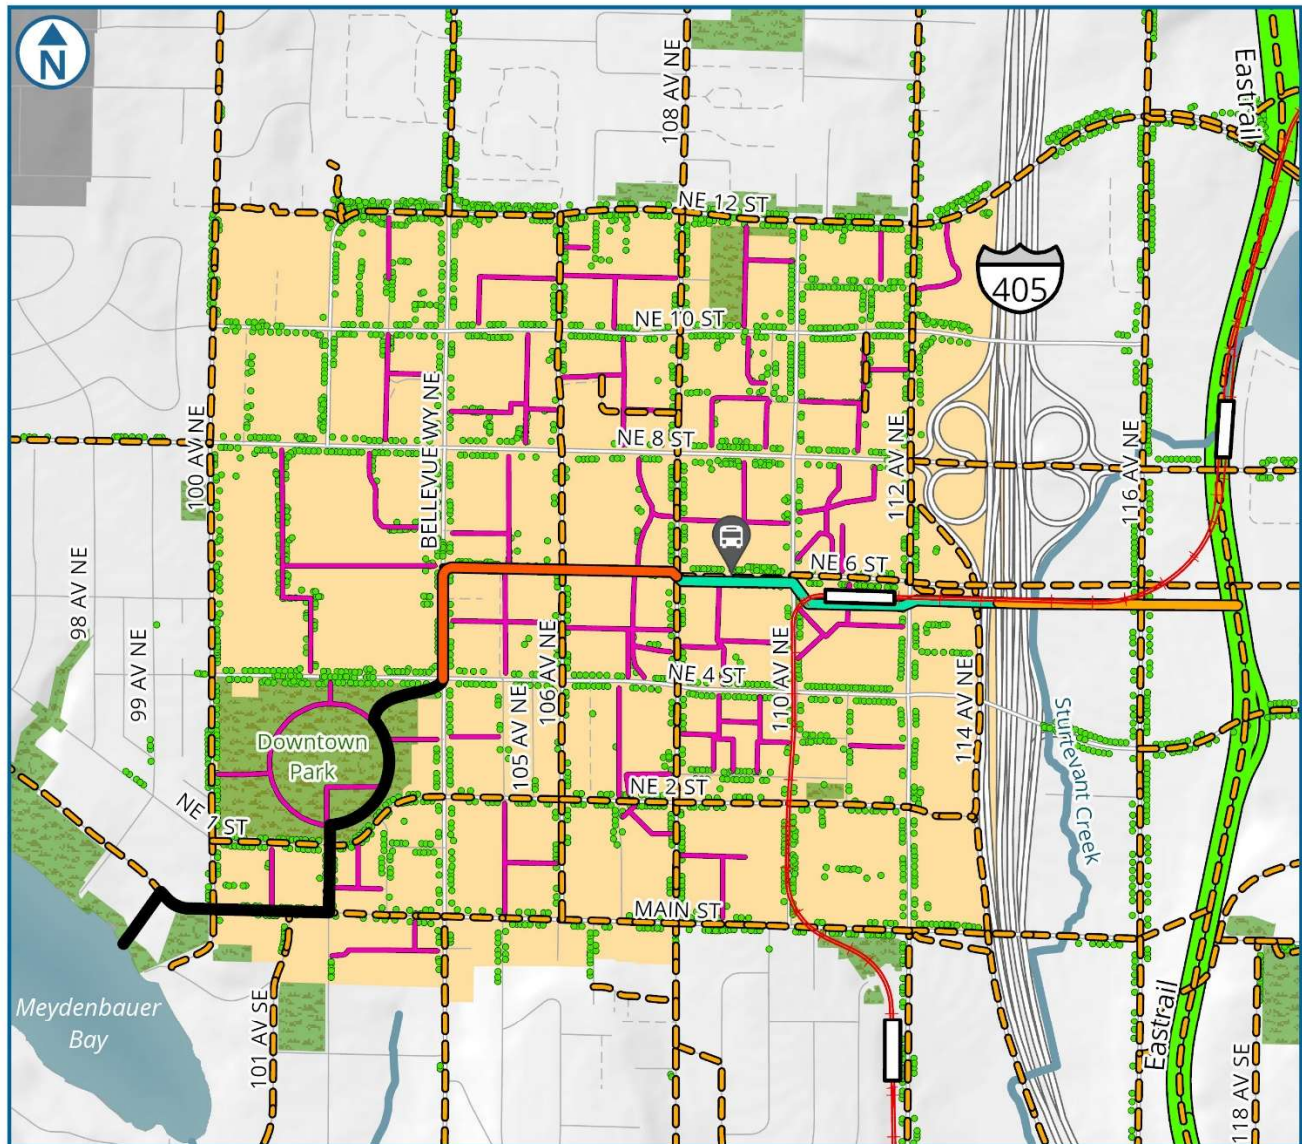 N
Eastrail
108 AV NE
NE 12 ST
405
NE 10 ST
BELLEVUE WY NE
100 AV NE
NE 8 ST
112 AV NE
116 AV NE
NE 6 ST
98 AV NE
99 AV NE
106 AV NE
110 AV NE
NE 4 ST
105 AV NE
114 AV NE
Sturtevant Creek
Downtown
Park
NE 2 ST
NE 1 ST
MAIN ST
Meydenbauer
Bay
101 AV SE
Eastrail
118 AV SE